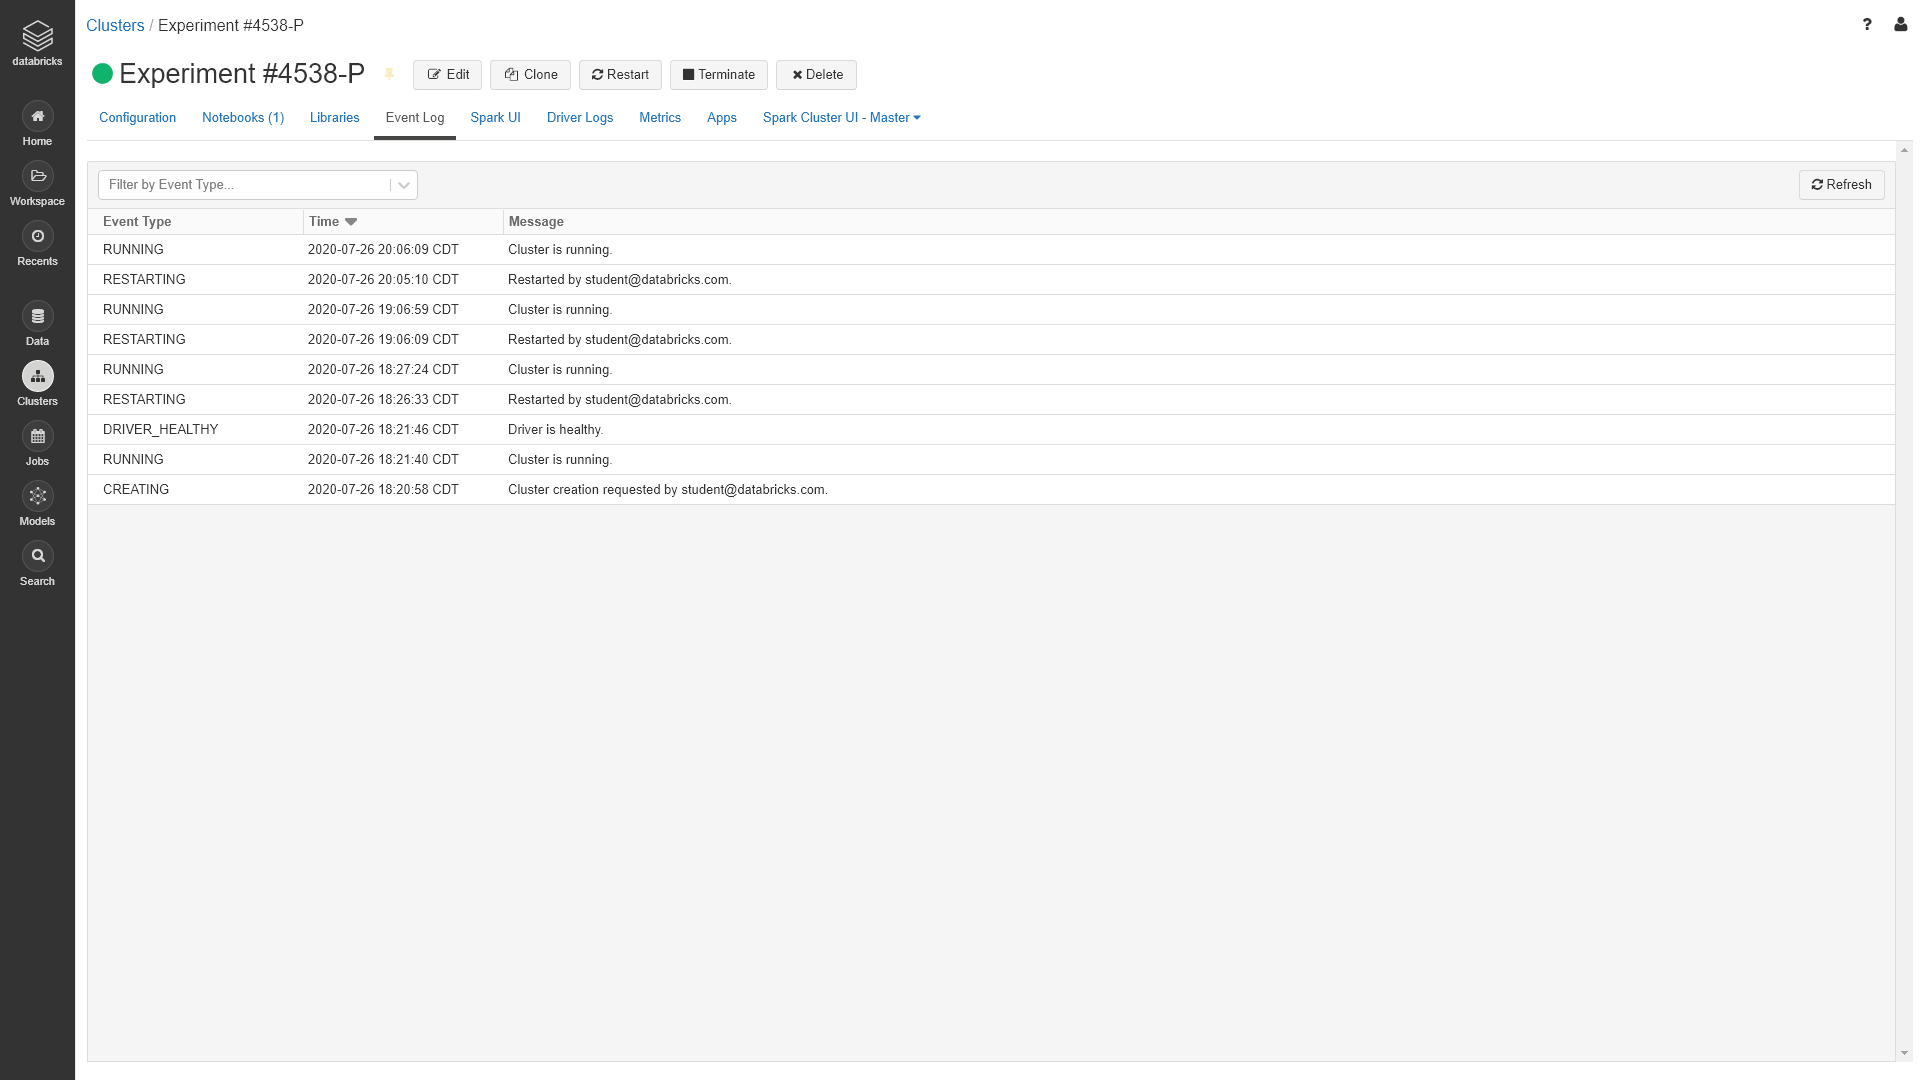 Clusters / Experiment #4538-P
?
databricks
Experiment #4538-P
Edit
Clone
Restart
Terminate
Delete
Configuration
Notebooks (1)
Libraries
Event Log
Spark UI
Driver Logs
Metrics
Apps
Spark Cluster UI - Master
Home
Workspace
Recents
Data
Clusters
Jobs
Models
Search
Filter by Event Type...
Refresh
Event Type Time Message
RUNNING 2020-07-26 20:06:09 CDT Cluster is running.
RESTARTING 2020-07-26 20:05:10 CDT Restarted by student@databricks.com.
RUNNING 2020-07-26 19:06:59 CDT Cluster is running.
RESTARTING 2020-07-26 19:06:09 CDT Restarted by student@databricks.com.
RUNNING 2020-07-26 18:27:24 CDT Cluster is running.
RESTARTING 2020-07-26 18:26:33 CDT Restarted by student@databricks.com.
DRIVER_HEALTHY 2020-07-26 18:21:46 CDT Driver is healthy.
RUNNING 2020-07-26 18:21:40 CDT Cluster is running.
CREATING 2020-07-26 18:20:58 CDT Cluster creation requested by student@databricks.com.